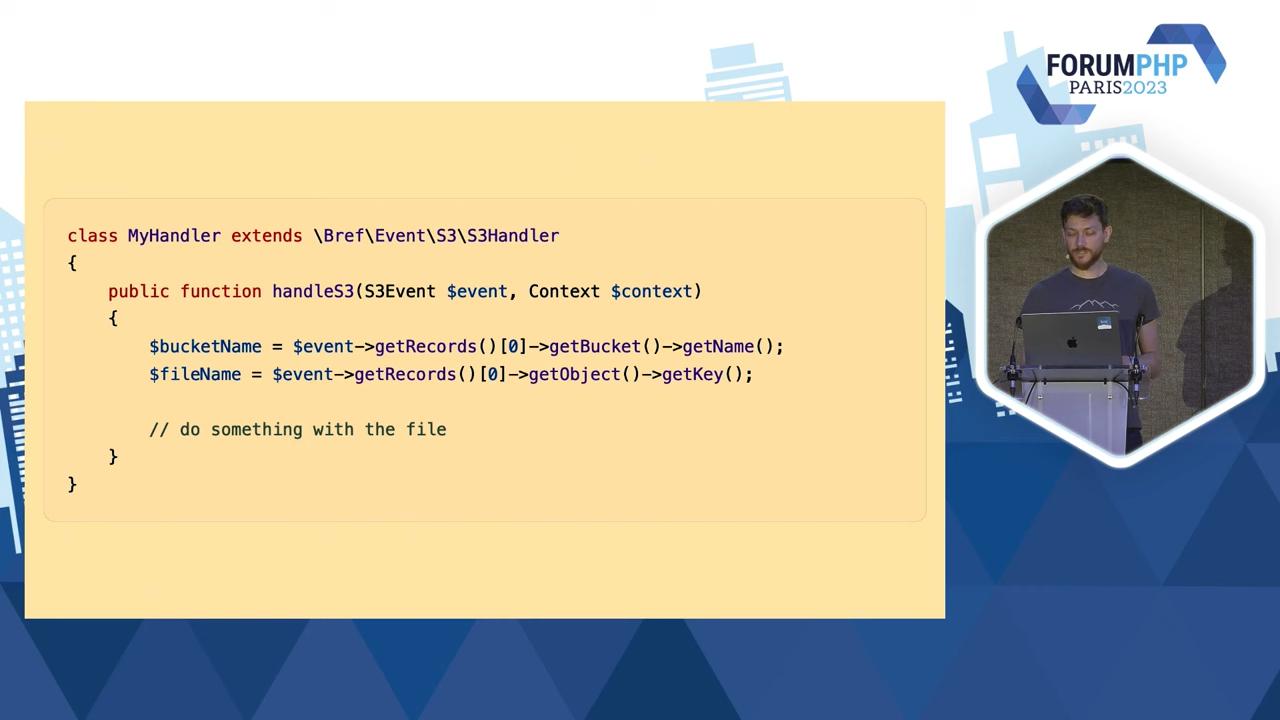 FORUMPHP
PARIS2023
class MyHandler extends \Bref\Event\S3\S3Handler
{
    public function handleS3(S3Event $event, Context $context)
    {
        $bucketName = $event->getRecords()[0]->getBucket()->getName();
        $fileName = $event->getRecords()[0]->getObject()->getKey();

        // do something with the file
    }
}